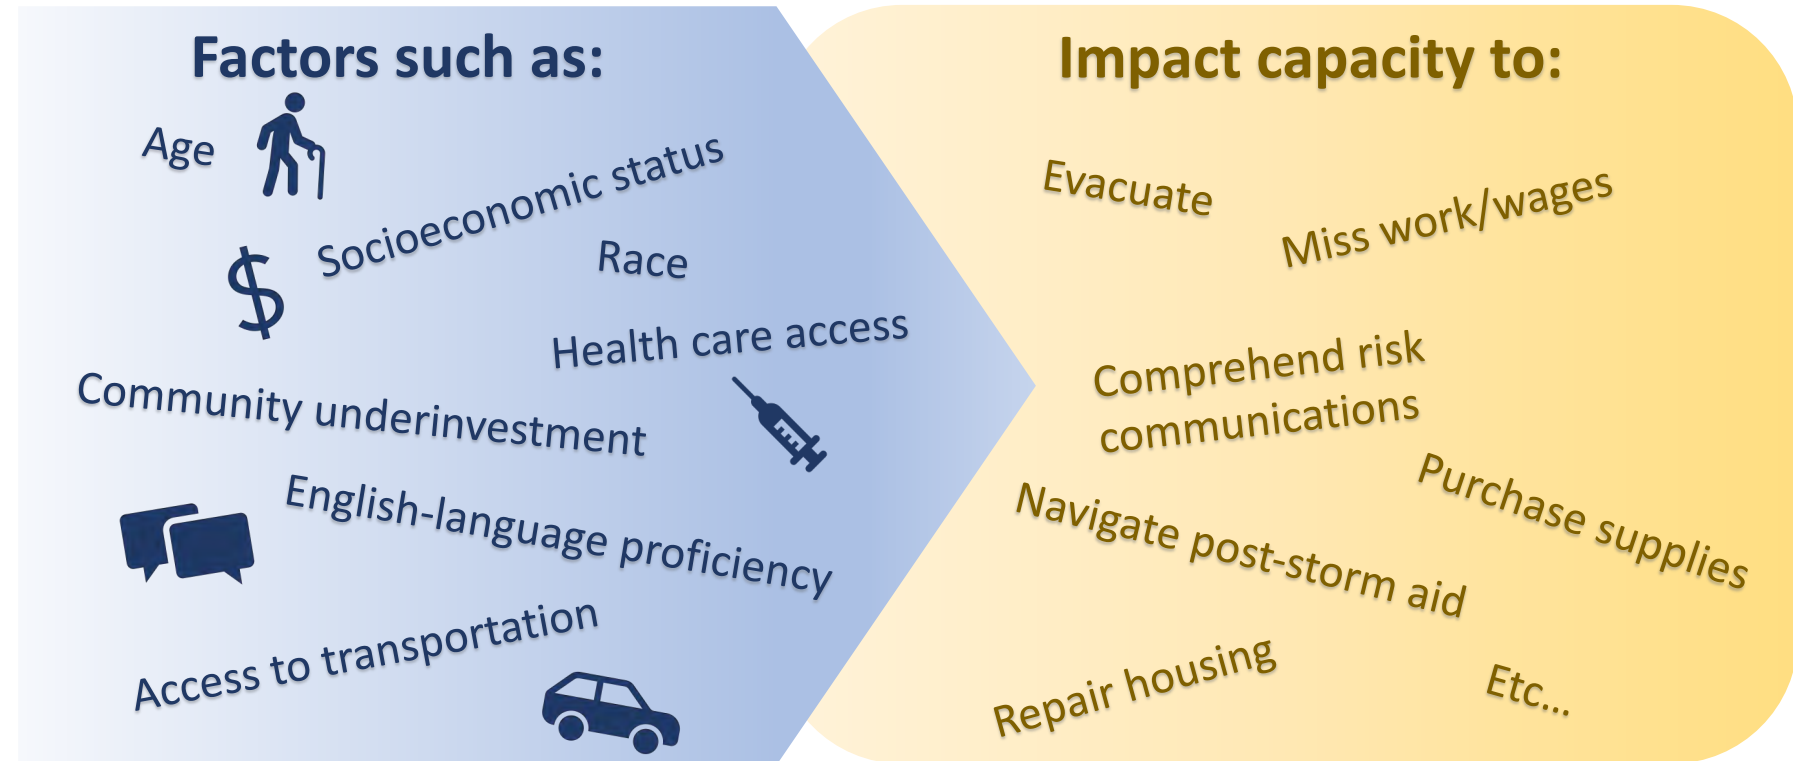 Factors such as:
Age
Socioeconomic status
$
Race
Health care access
Community underinvestment
English-language proficiency
Access to transportation
Impact capacity to:
Evacuate
Miss work/wages
Comprehend risk
communications
Purchase supplies
Navigate post-storm aid
Repair housing
Etc...